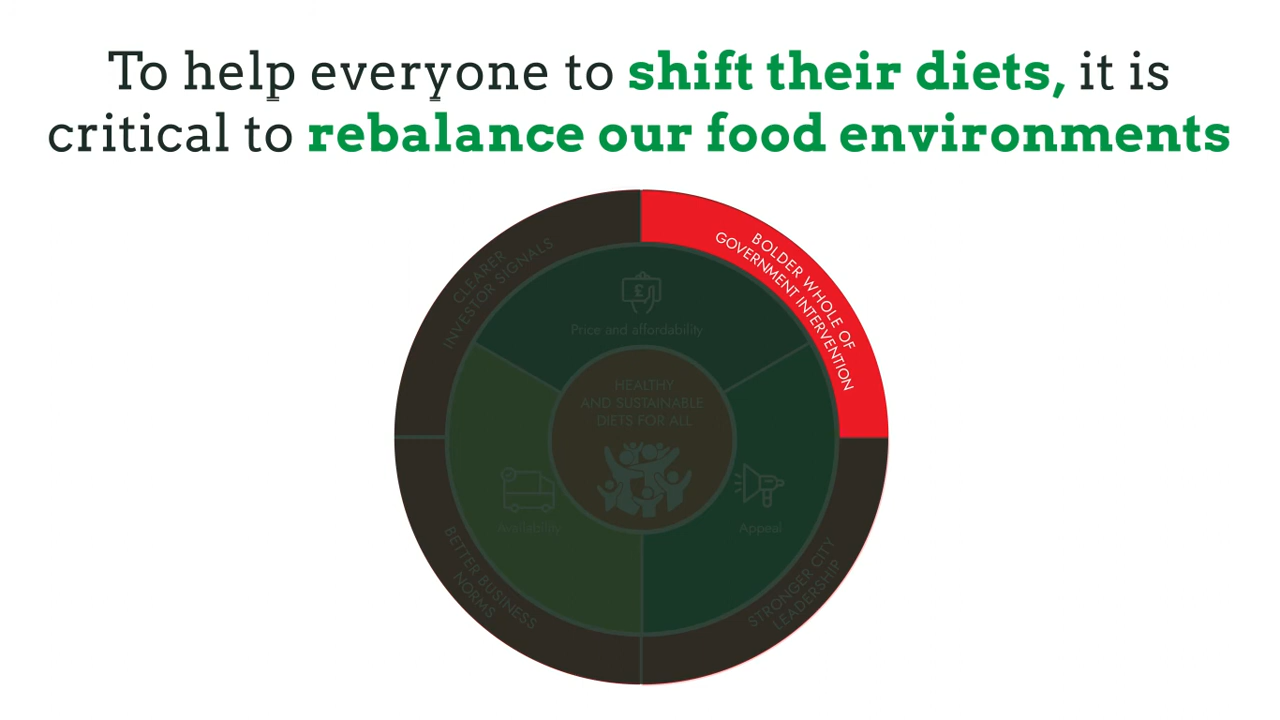 To help everyone to shift their diets, it is
critical to rebalance our food environments
CLEARER
INVESTOR SIGNALS
BOLDER WHOLE OF
GOVERNMENT INTERVENTION
£
Price and affordability
HEALTHY
AND SUSTAINABLE
DIETS FOR ALL
Availability
Appeal
BETTER BUSINESS
NORMS
STRONGER CITY
LEADERSHIP